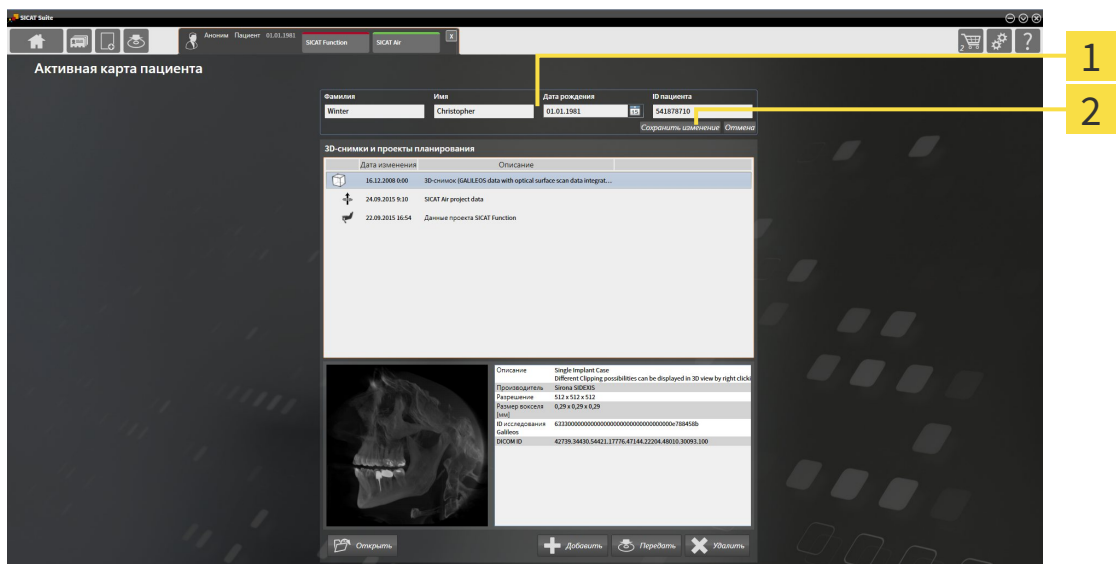 SICAT Suite
Аноним Пациент 01.01.1981
SICAT Function
SICAT Air
x
2
?
Активная карта пациента
1
2
Фамилия Имя Дата рождения ID пациента
Winter Christopher 01.01.1981 15 541878710
Сохранить изменение Отмена
3D-снимки и проекты планирования
Дата изменения Описание
16.12.2008 0:00 3D-снимок (GALILEOS data with optical surface scan data integrat...
24.09.2015 9:10 SICAT Air project data
22.09.2015 16:54 Данные проекта SICAT Function
Описание Single Implant Case
Different Clipping possibilities can be displayed in 3D view by right clicki
Производитель Sirona SIDEXIS
Разрешение 512 x 512 x 512
Размер вокселя 0,29 x 0,29 x 0,29
[мм]
ID исследования
Galileos
DICOM ID 42739.34430.54421.17776.47144.22204.48010.30093.100
Открыть Добавить Передать Удалить